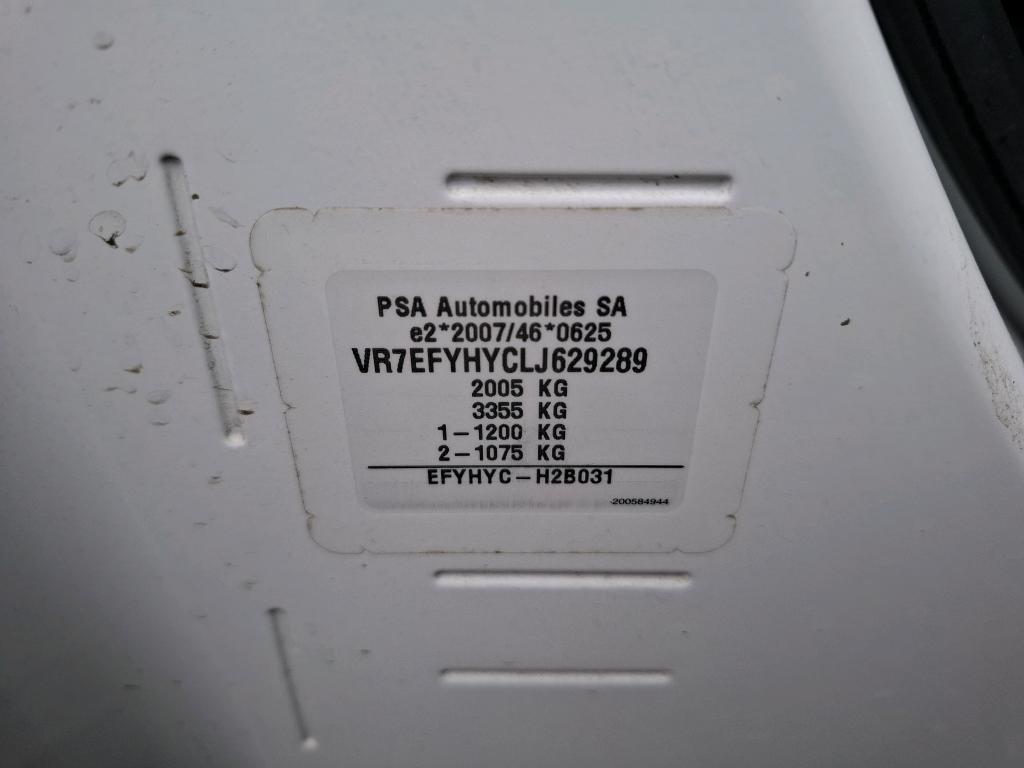 PSA Automobiles SA
e2*2007/46*0625
VR7EFYHYCLJ629289
2005 KG
3355 KG
1-1200 KG
2-1075 KG
EFYHYC-H2B031
200584944